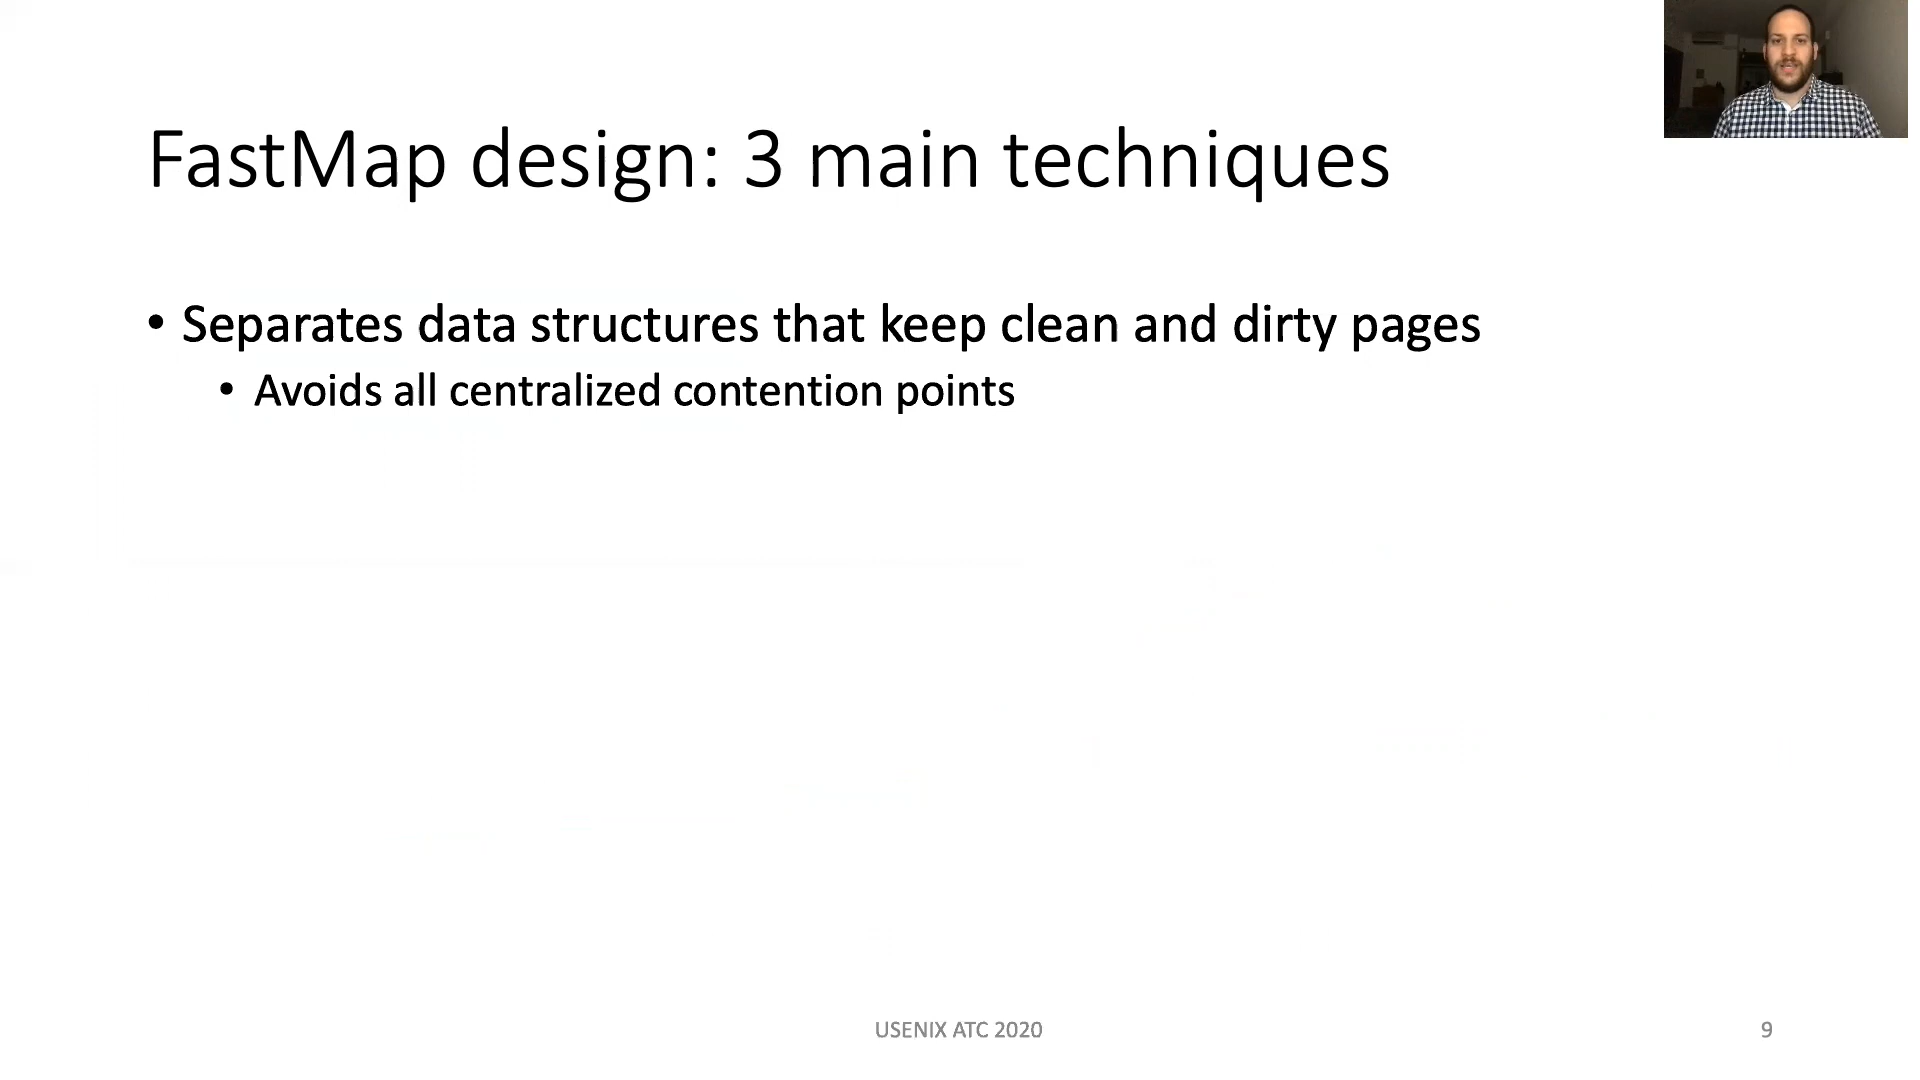 FastMap design: 3 main techniques
• Separates data structures that keep clean and dirty pages
• Avoids all centralized contention points
USENIX ATC 2020
9